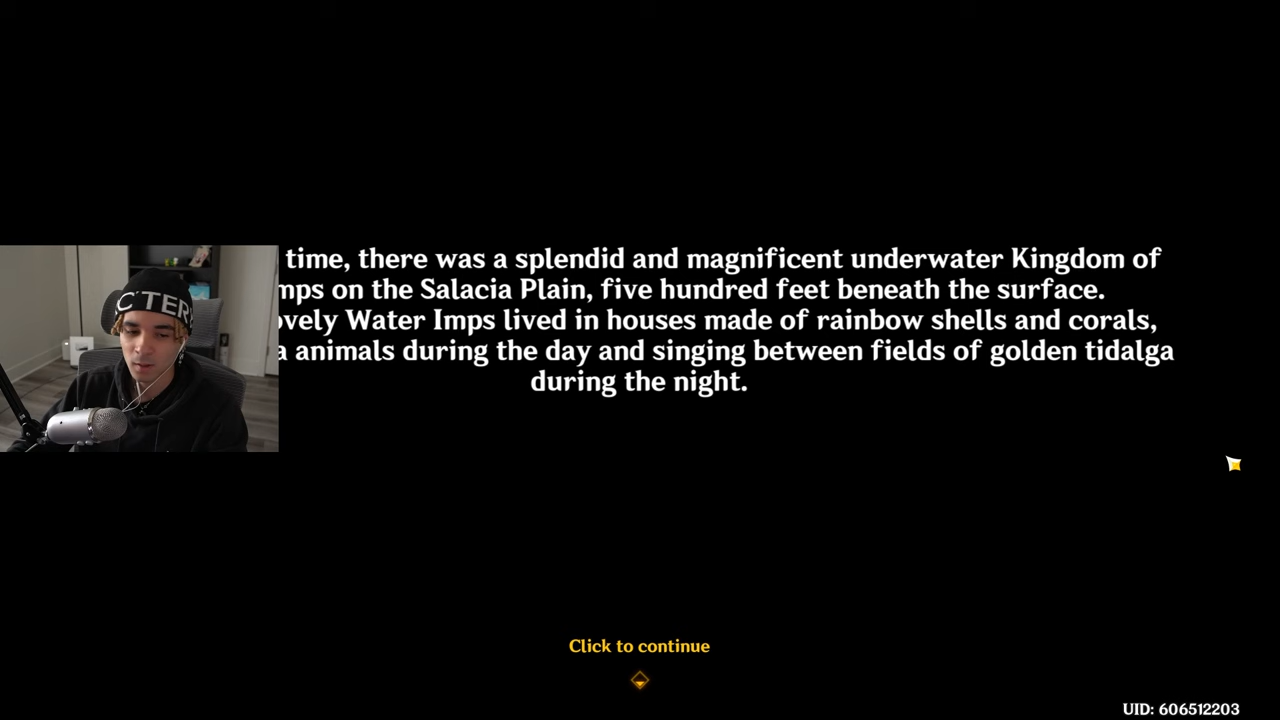 time, there was a splendid and magnificent underwater Kingdom of
mps on the Salacia Plain, five hundred feet beneath the surface.
ovely Water Imps lived in houses made of rainbow shells and corals,
a animals during the day and singing between fields of golden tidalga
during the night.
C'TER
Click to continue
UID: 606512203